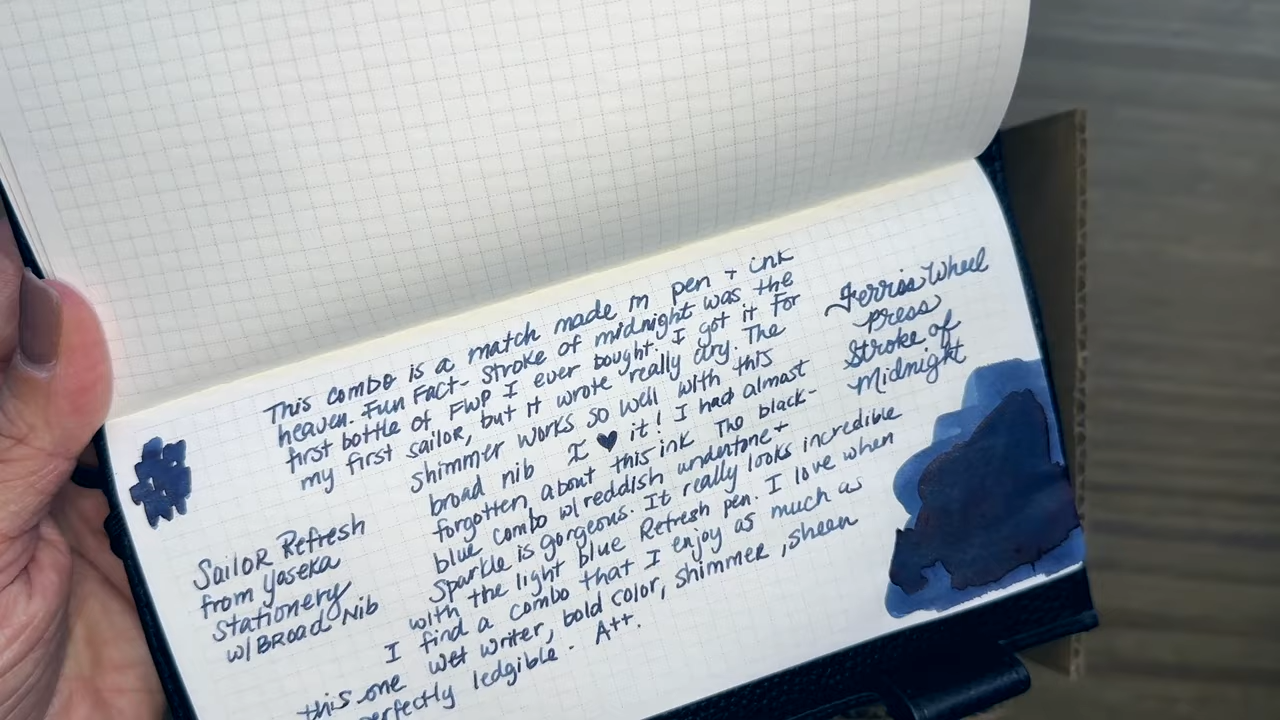 This combo is a match made in pen + ink
heaven. Fun Fact- Stroke of midnight was the
first bottle of FWP I ever bought. I got it for
my first sailor, but it wrote really dry. The
shimmer works so well with this
broad nib I ♥ it! I had almost
forgotten about this ink The black-
blue combo w/reddish undertone +
Sparkle is gorgeous. It really looks incredible
with the light blue Refresh pen. I love when
I find a combo that I enjoy as much as
this one wet writer, bold color, shimmer, sheen
perfectly ledgible. A++.
Ferris Wheel
Press
Stroke of
Midnight
Sailor Refresh
from Yoseka
Stationery
w/ Broad Nib